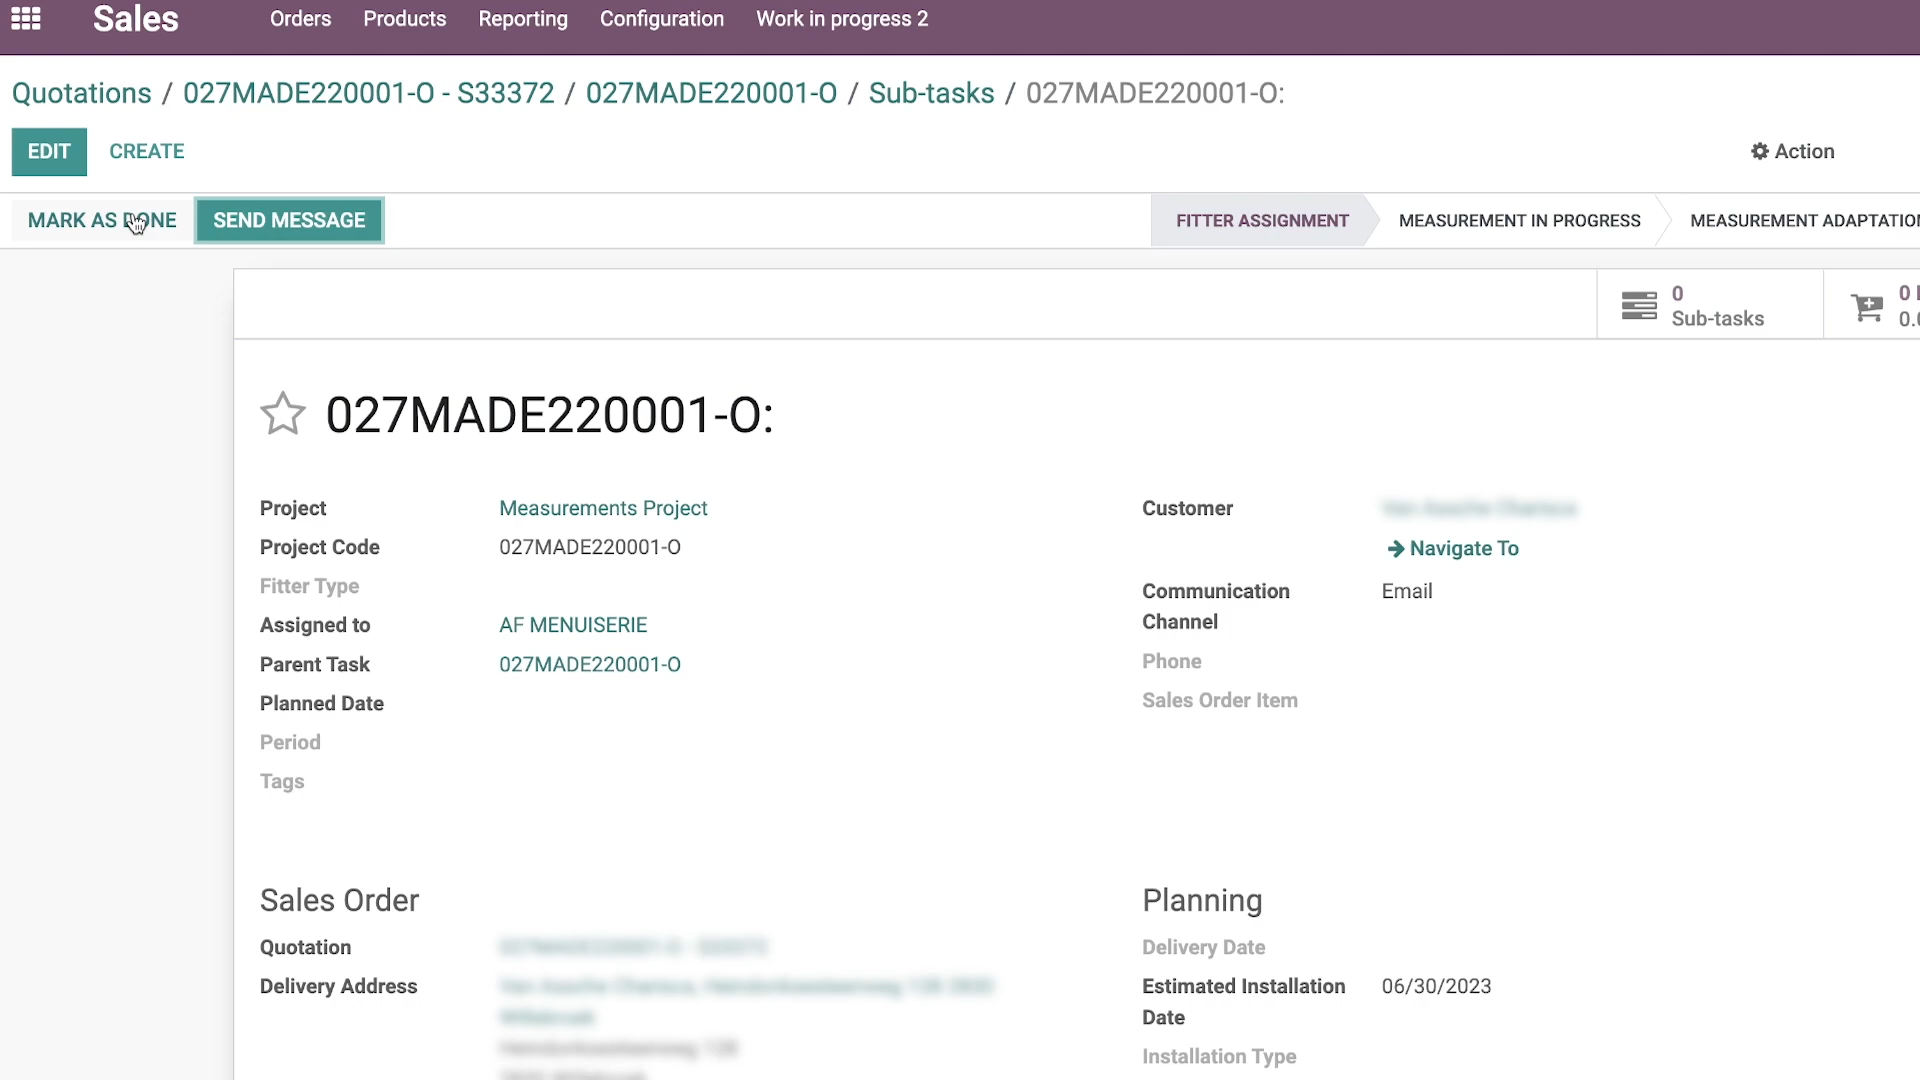 Sales
Orders
Products
Reporting
Configuration
Work in progress 2
Quotations / 027MADE220001-O - S33372 / 027MADE220001-O / Sub-tasks / 027MADE220001-O:
EDIT
CREATE
Action
MARK AS DONE
SEND MESSAGE
FITTER ASSIGNMENT
MEASUREMENT IN PROGRESS
MEASUREMENT ADAPTATION
0
Sub-tasks
0
027MADE220001-O:
Project
Measurements Project
Project Code
027MADE220001-O
Fitter Type
Assigned to
AF MENUISERIE
Parent Task
027MADE220001-O
Planned Date
Period
Tags
Customer
Navigate To
Communication
Channel
Email
Phone
Sales Order Item
Sales Order
Quotation
Delivery Address
Planning
Delivery Date
Estimated Installation
Date
06/30/2023
Installation Type